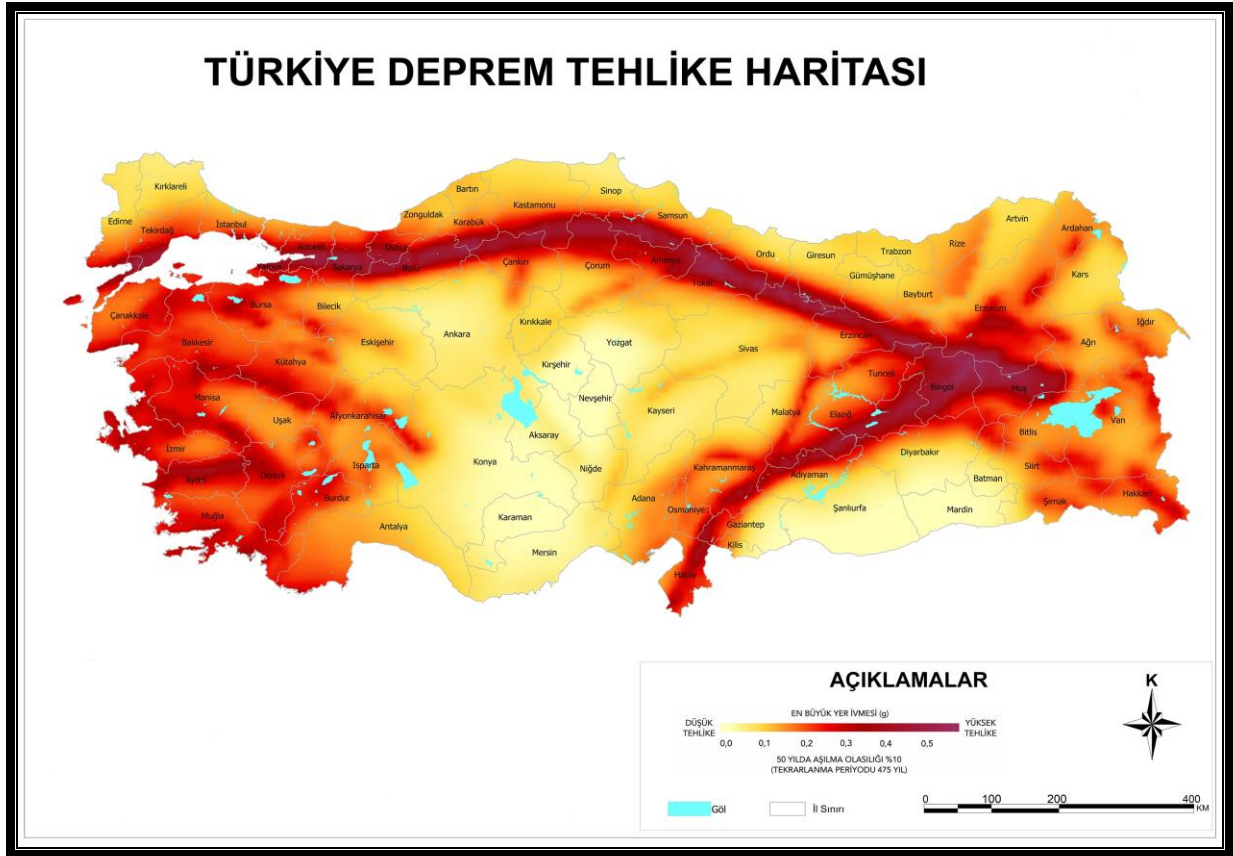 TÜRKİYE DEPREM TEHLİKE HARİTASI
Kırklareli
Edirne
Tekirdağ
İstanbul
Kocaeli
Yalova
Sakarya
Düzce
Bolu
Zonguldak
Bartın
Karabük
Kastamonu
Sinop
Samsun
Çankırı
Çorum
Amasya
Tokat
Ordu
Giresun
Trabzon
Rize
Artvin
Ardahan
Gümüşhane
Bayburt
Kars
Erzurum
Iğdır
Ağrı
Erzincan
Çanakkale
Bursa
Bilecik
Balıkesir
Kütahya
Eskişehir
Ankara
Kırıkkale
Kırşehir
Yozgat
Sivas
Tunceli
Bingöl
Muş
Manisa
Uşak
Afyonkarahisar
Nevşehir
Kayseri
Malatya
Elazığ
Bitlis
Van
İzmir
Aydın
Denizli
Isparta
Burdur
Konya
Aksaray
Niğde
Kahramanmaraş
Adıyaman
Diyarbakır
Batman
Siirt
Şırnak
Hakkari
Muğla
Antalya
Karaman
Mersin
Adana
Osmaniye
Gaziantep
Kilis
Şanlıurfa
Mardin
Hatay
AÇIKLAMALAR
K
EN BÜYÜK YER İVMESİ (g)
DÜŞÜK
TEHLİKE
YÜKSEK
TEHLİKE
0,0 0,1 0,2 0,3 0,4 0,5
50 YILDA AŞILMA OLASILIĞI %10
(TEKRARLANMA PERİYODU 475 YIL)
Göl
İl Sınırı
0 100 200 400
KM